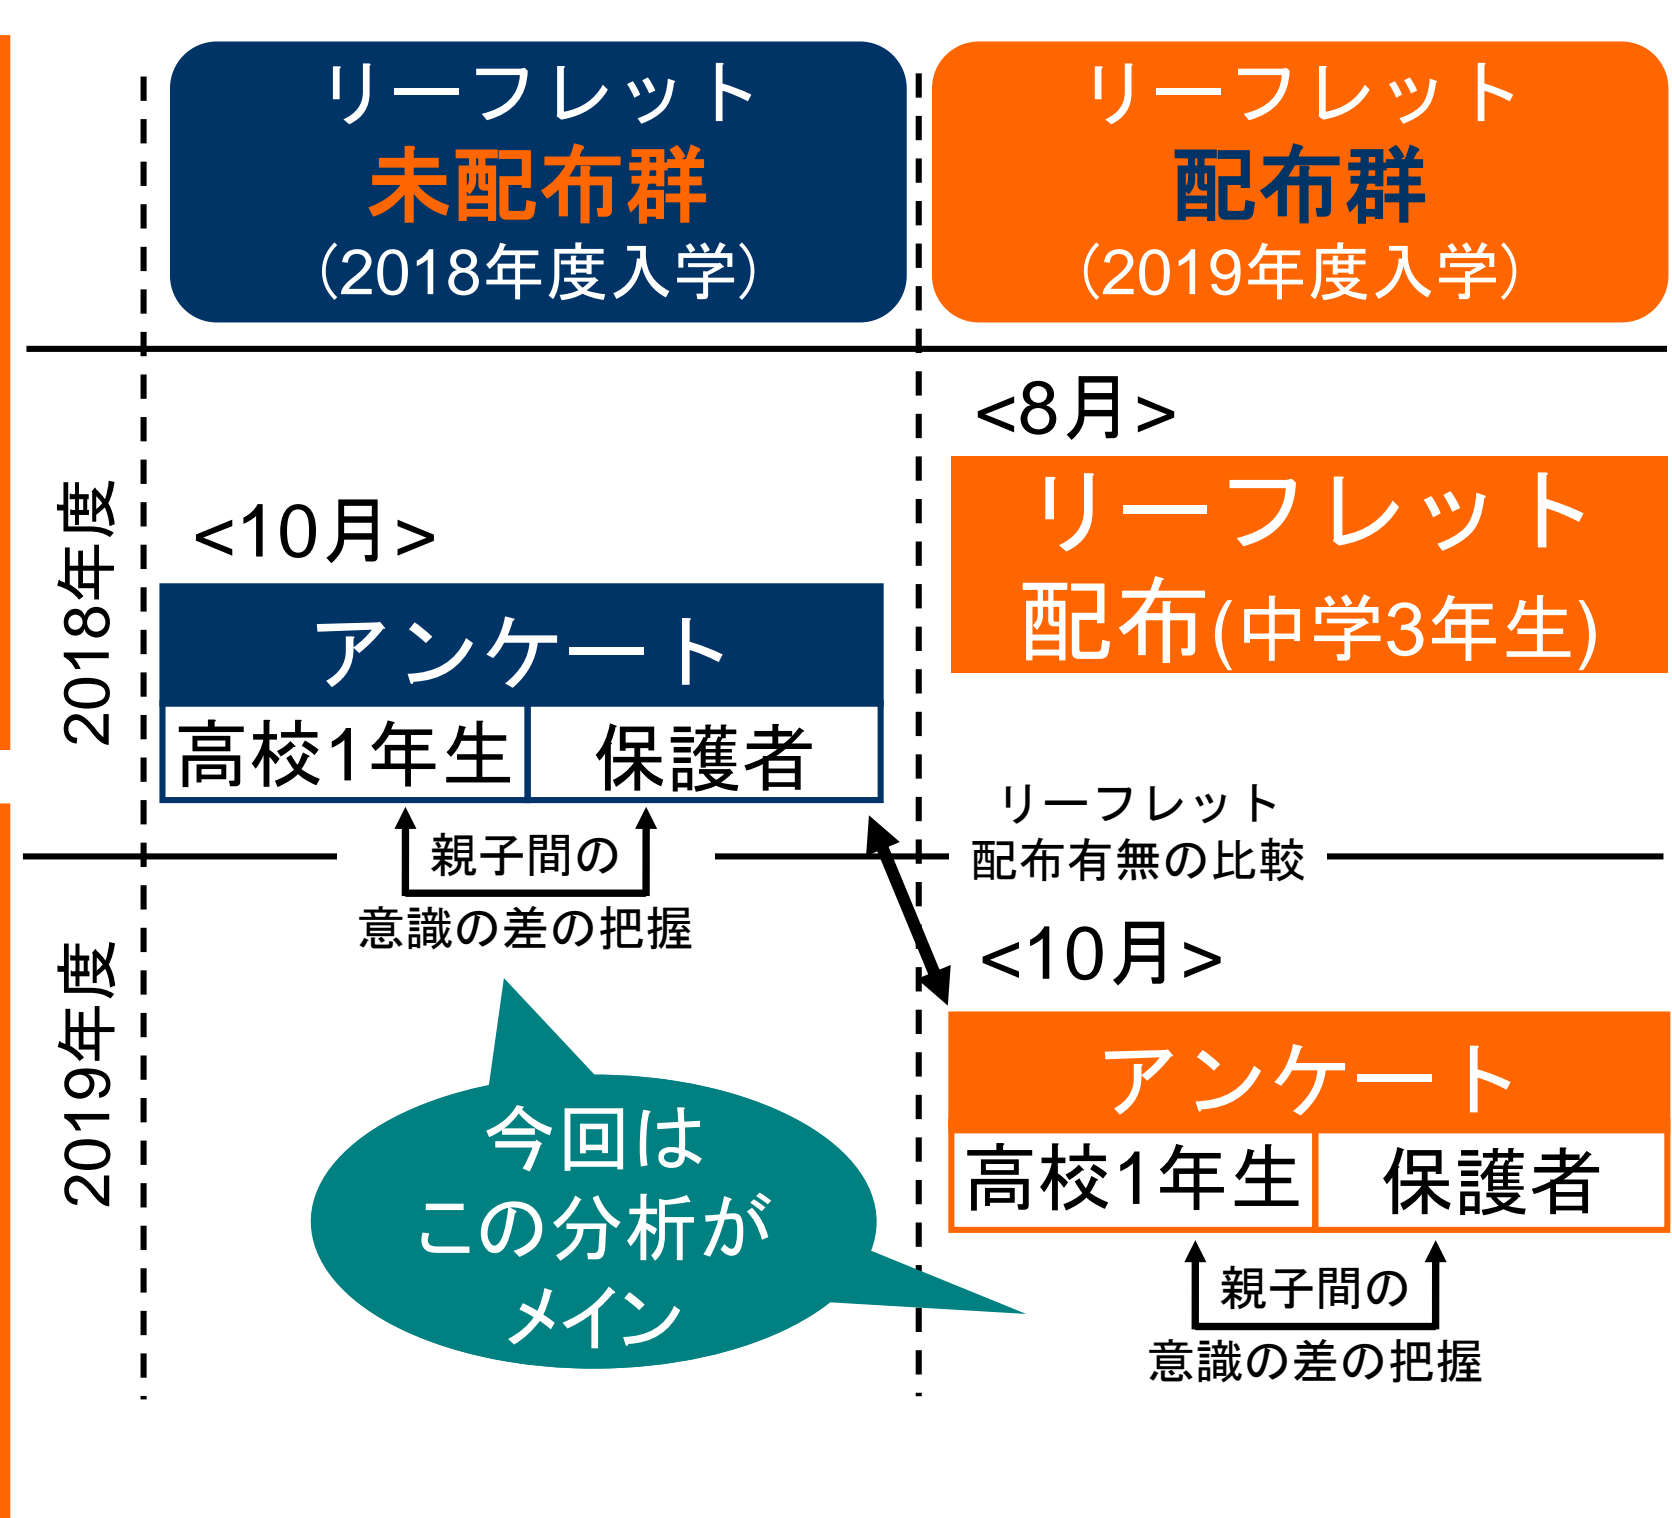 リーフレット
未配布群
（2018年度入学）
リーフレット
配布群
（2019年度入学）
2018年度
<10月>
アンケート
高校1年生
保護者
親子間の
意識の差の把握
<8月>
リーフレット
配布(中学3年生)
リーフレット
配布有無の比較
2019年度
<10月>
アンケート
高校1年生
保護者
親子間の
意識の差の把握
今回は
この分析が
メイン